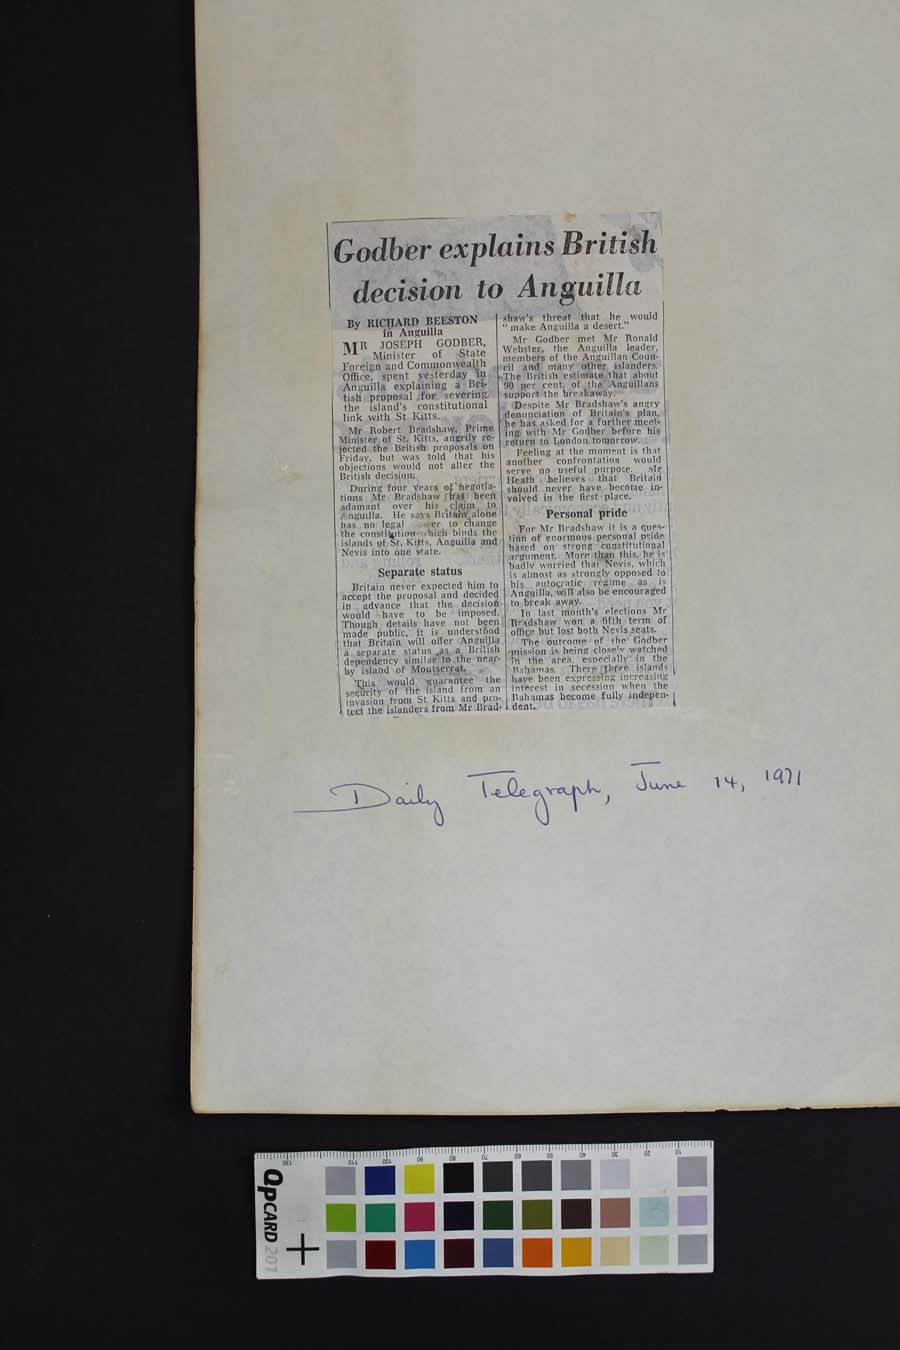 Godber explains British
decision to Anguilla
By RICHARD BEESTON
in Anguilla
MR JOSEPH GODBER,
Minister of State
Foreign and Commonwealth
Office, spent yesterday in
Anguilla explaining a Bri-
tish proposal for severing
the island's constitutional
link with St Kitts.
Mr Robert Bradshaw, Prime
Minister of St. Kitts, angrily re-
jected the British proposals on
Friday, but was told that his
objections would not alter the
British decision.
During four years of negotia-
tions Mr Bradshaw has been
adamant over his claim to
Anguilla. He says Britain alone
has no legal er to change
the constitution which binds the
islands of St. Kitts, Anguilla and
Nevis into one state.
Separate status
Britain never expected him to
accept the proposal and decided
in advance that the decision
would have to be imposed.
Though details have not been
made public, it is understood
that Britain will offer Anguilla
a separate status as a British
dependency similar to the near-
by island of Montserrat.
This would guarantee the
security of the island from an
invasion from St Kitts and pro-
tect the islanders from Mr Brad-
shaw's threat that he would
"make Anguilla a desert."
Mr Godber met Mr Ronald
Webster, the Anguilla leader,
members of the Anguillan Coun-
cil and many other islanders.
The British estimate that about
90 per cent. of the Anguillans
support the breakaway.
Despite Mr Bradshaw's angry
denunciation of Britain's plan,
he has asked for a further meet-
ing with Mr Godber before his
return to London tomorrow.
Feeling at the moment is that
another confrontation would
serve no useful purpose. Mr
Heath believes that Britain
should never have become in-
volved in the first place.
Personal pride
For Mr Bradshaw it is a ques-
tion of enormous personal pride
based on strong constitutional
argument. More than this, he is
badly worried that Nevis, which
is almost as strongly opposed to
his autocratic régime as is
Anguilla, will also be encouraged
to break away.
In last month's elections Mr
Bradshaw won a fifth term of
office but lost both Nevis seats.
The outcome of the Godber
mission is being closely watched
in the area, especially in the
Bahamas. There three islands
have been expressing increasing
interest in secession when the
Bahamas become fully indepen-
dent.
Daily Telegraph, June 14, 1971
130 110 100 90 80 70 60 50 40 30 20 10
QPCARD 201